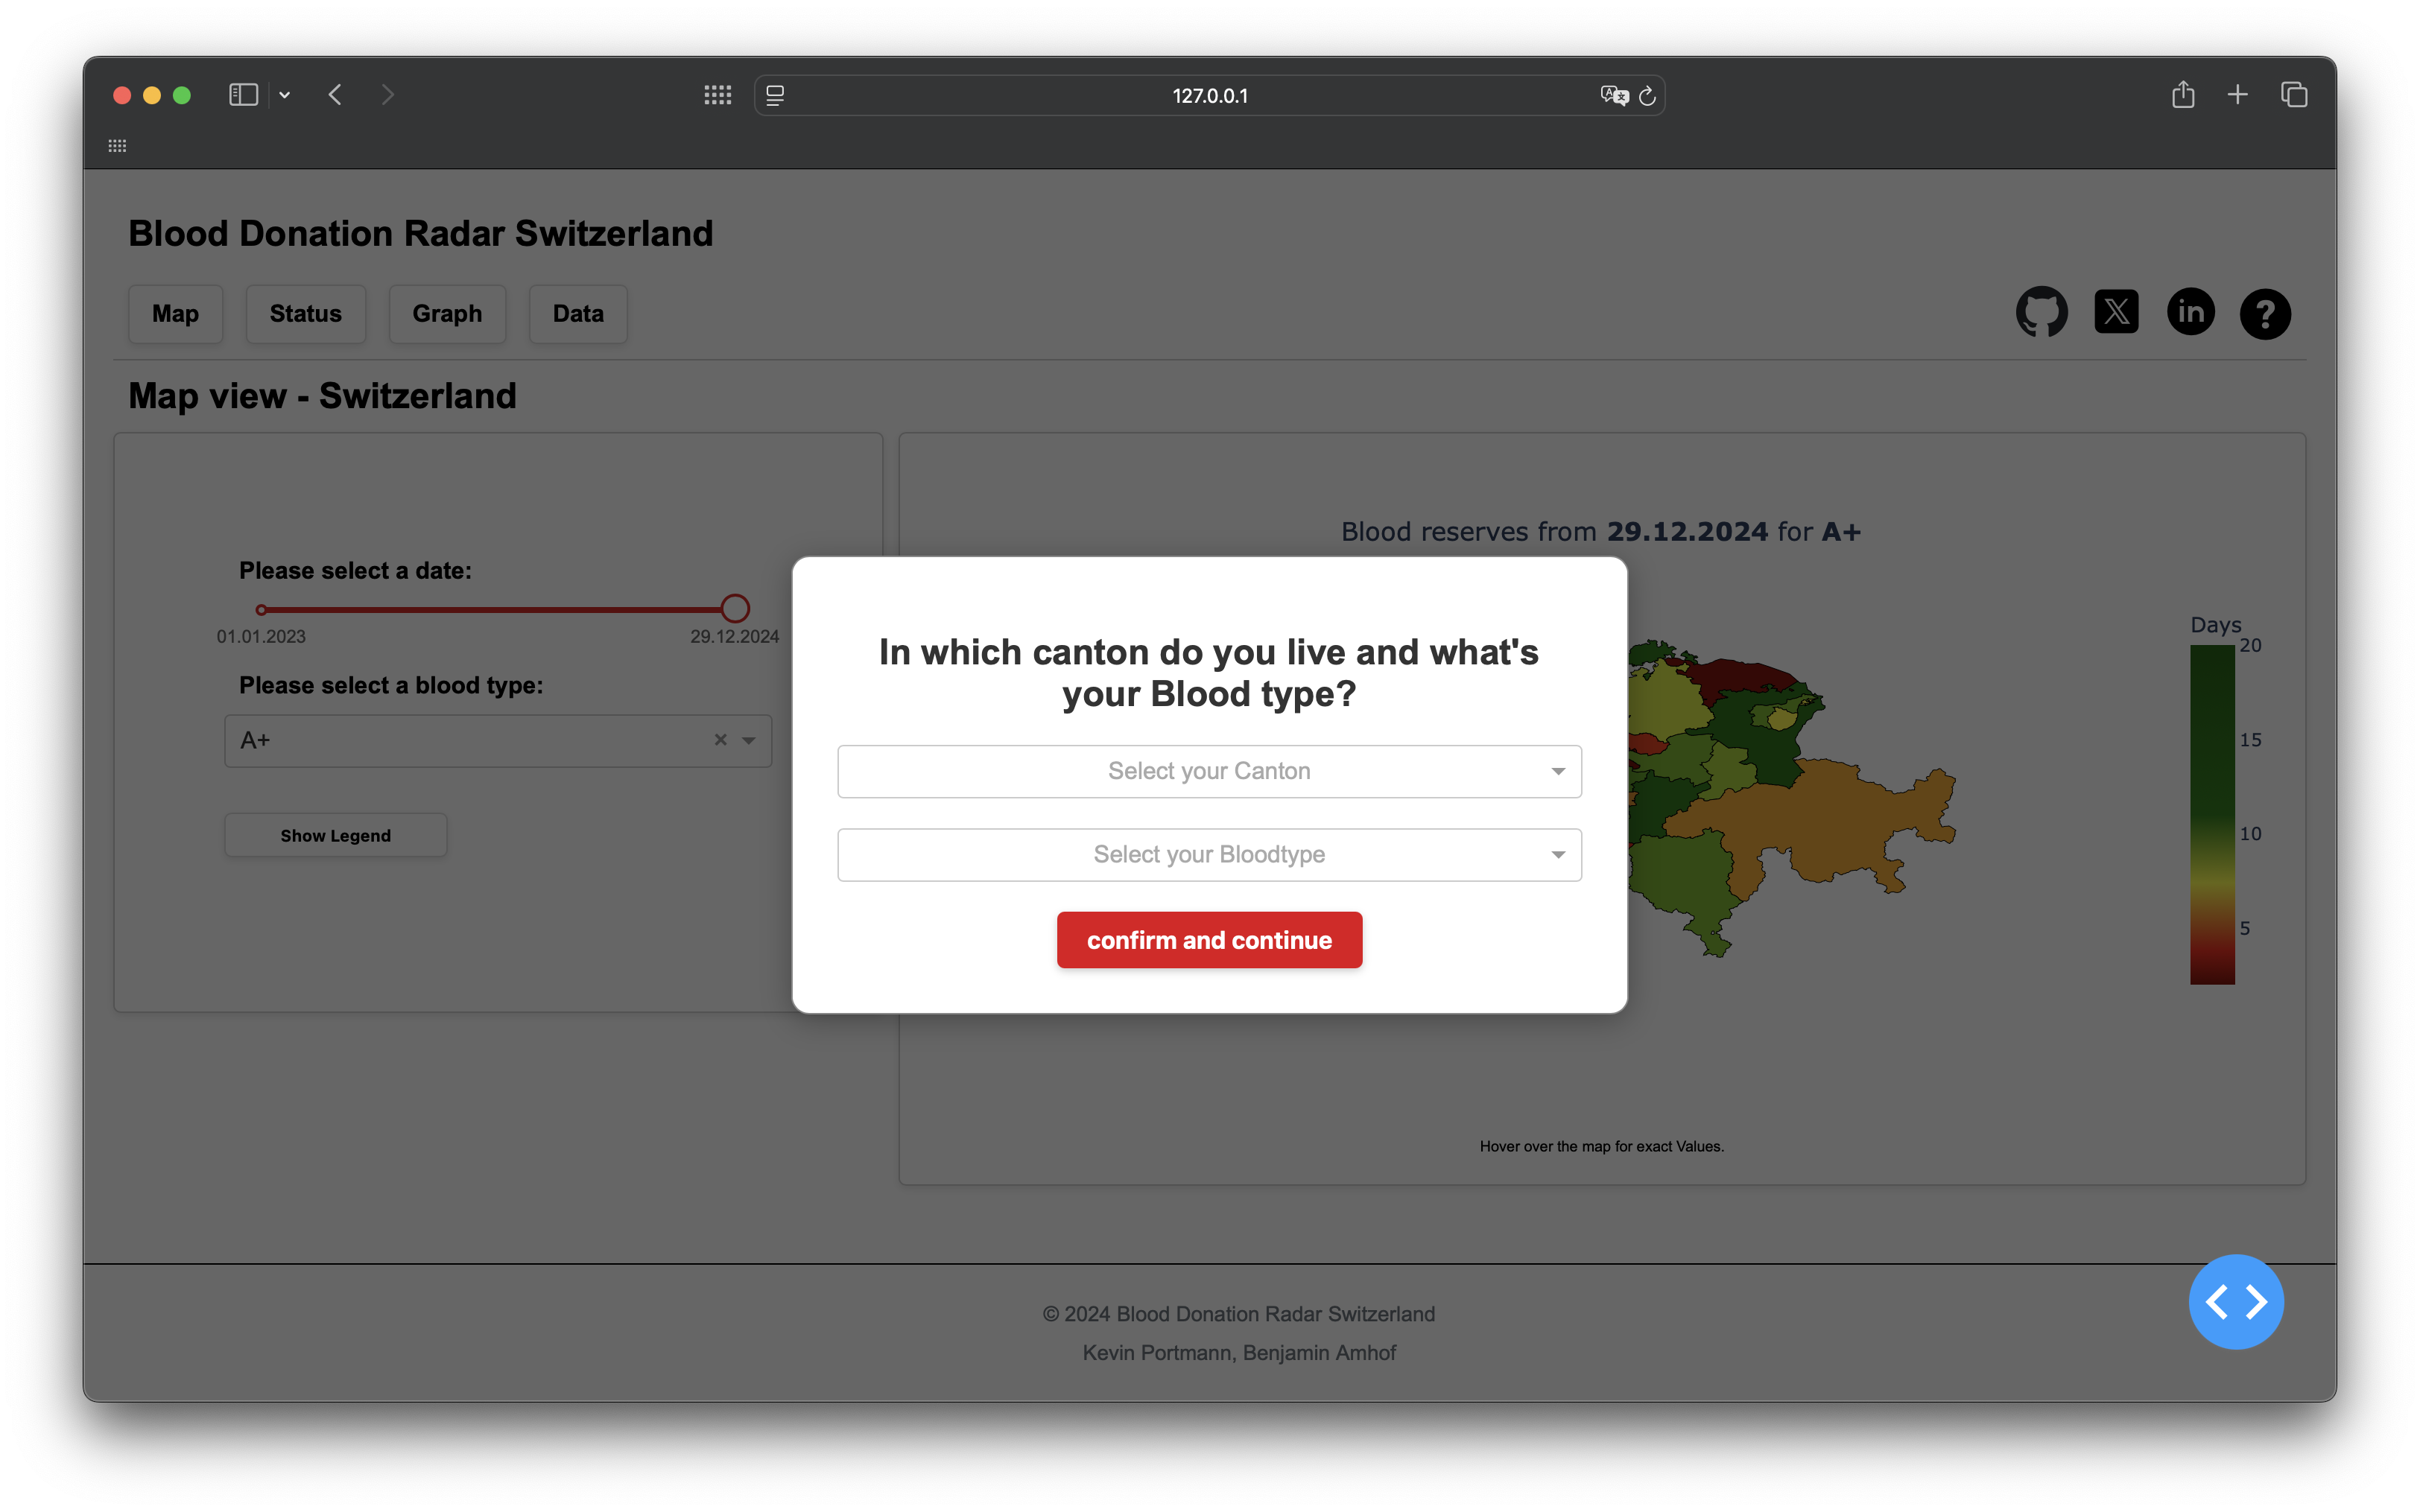 127.0.0.1
Blood Donation Radar Switzerland
Map
Status
Graph
Data
in
?
Map view - Switzerland
Please select a date:
01.01.2023
29.12.2024
Please select a blood type:
A+
Show Legend
Blood reserves from 29.12.2024 for A+
Days
20
15
10
5
Hover over the map for exact Values.
In which canton do you live and what's
your Blood type?
Select your Canton
Select your Bloodtype
confirm and continue
© 2024 Blood Donation Radar Switzerland
Kevin Portmann, Benjamin Amhof